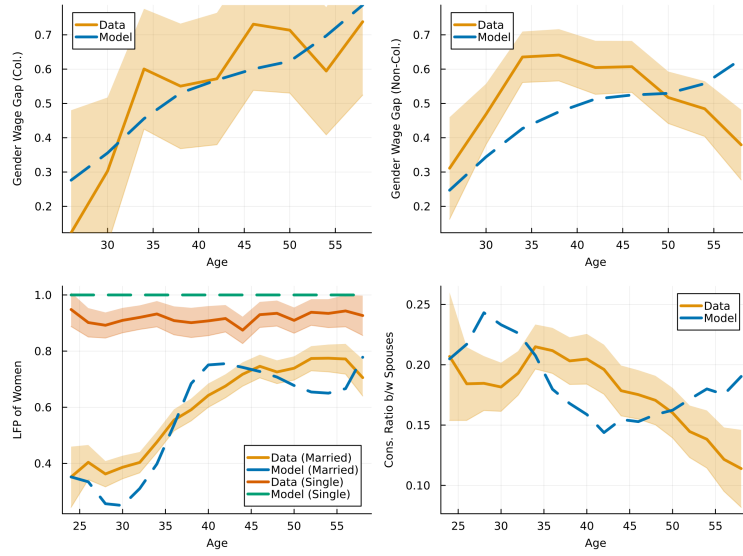 Gender Wage Gap (Col.)
0.7
0.6
0.5
0.4
0.3
0.2
Data
Model
30
35
40
45
50
55
Age
Gender Wage Gap (Non-Col.)
0.7
0.6
0.5
0.4
0.3
0.2
Data
Model
30
35
40
45
50
55
Age
LFP of Women
1.0
0.8
0.6
0.4
Data (Married)
Model (Married)
Data (Single)
Model (Single)
25
30
35
40
45
50
55
Age
Cons. Ratio b/w Spouses
0.25
0.20
0.15
0.10
Data
Model
25
30
35
40
45
50
55
Age